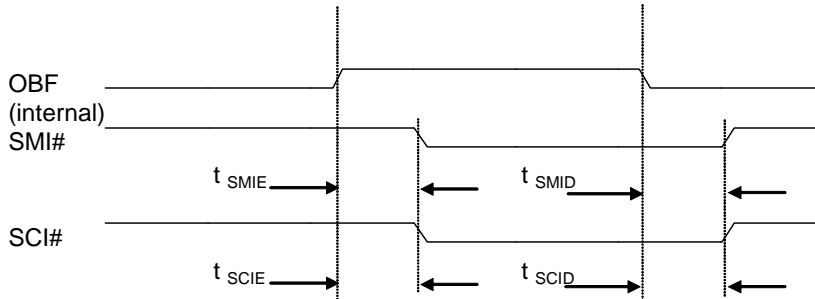 OBF
(internal)
SMI#
t SMIE
t SMID
SCI#
t SCIE
t SCID